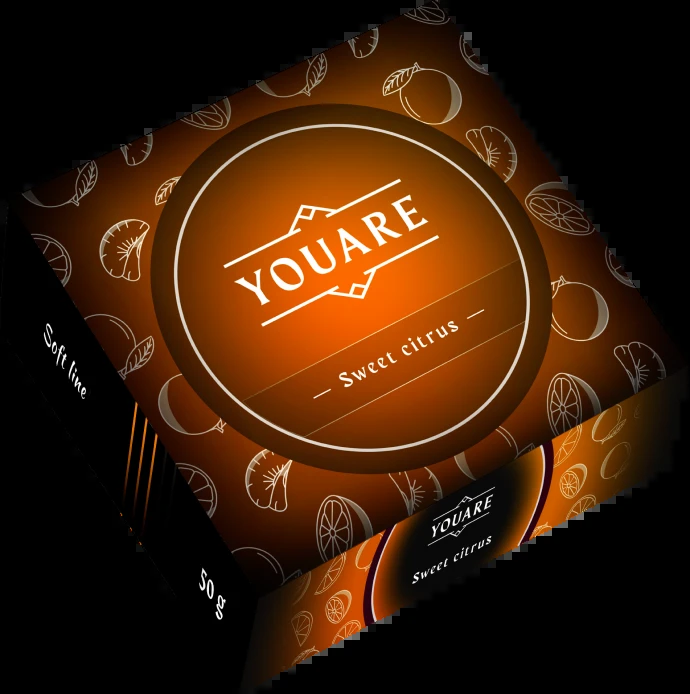 YOUARE
— Sweet citrus —
Soft line
50 g
YOUARE
Sweet citrus